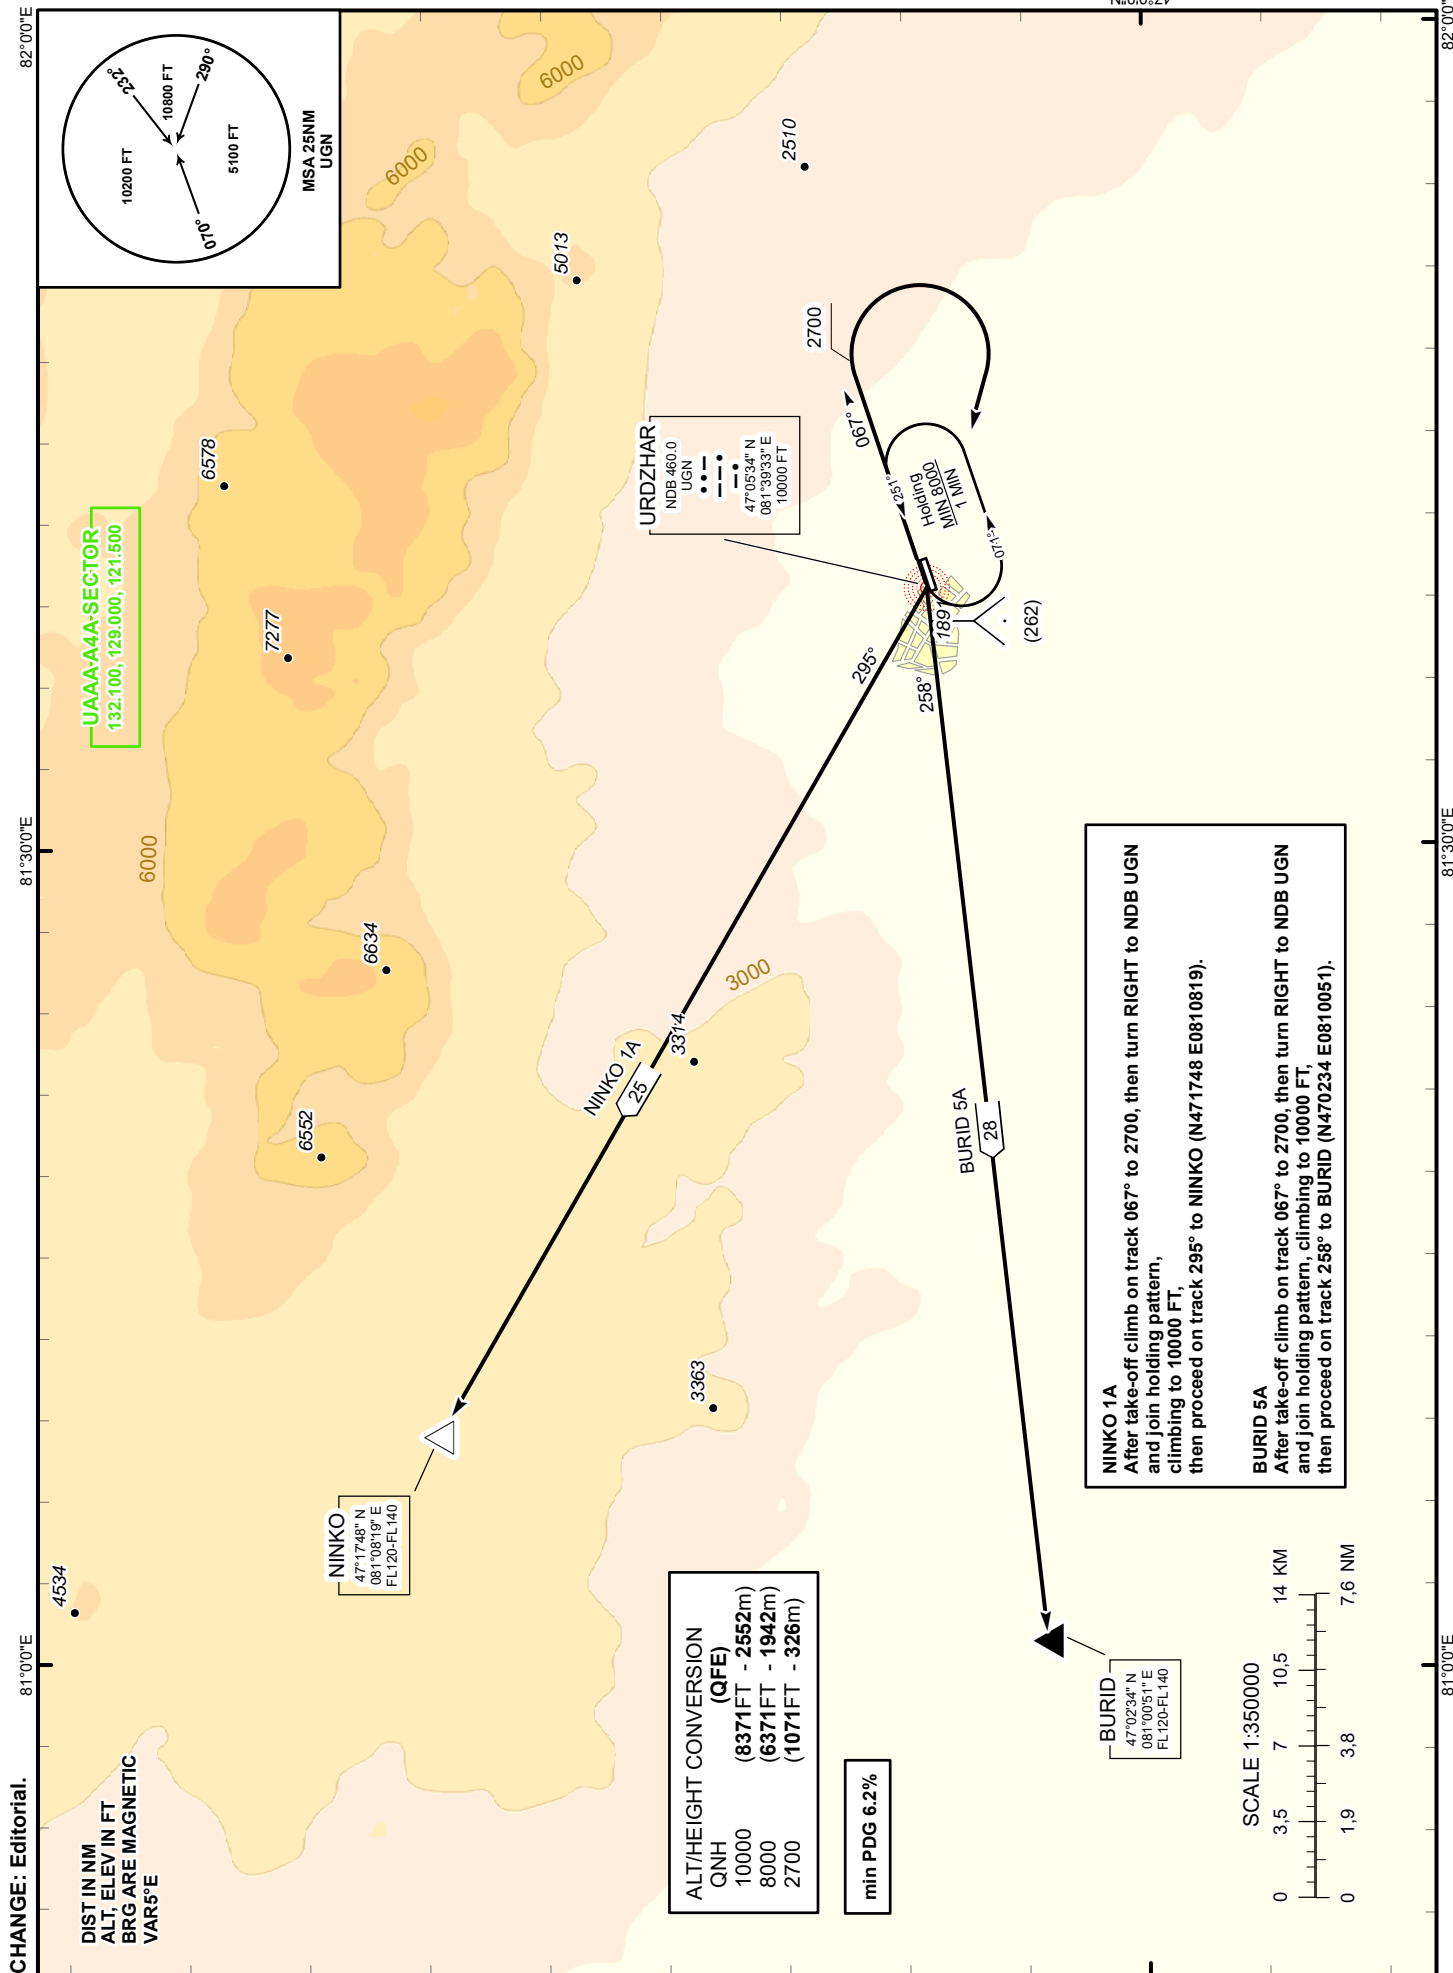 CHANGE: Editorial.
DIST IN NM
ALT, ELEV IN FT
BRG ARE MAGNETIC
VAR5°E
81°0'0"E
81°30'0"E
82°0'0"E
4534
6552
6634
7277
6578
6000
UAAA-A4A-SECTOR
132.100, 129.000, 121.500
10200 FT
232°
10800 FT
290°
5100 FT
070°
MSA 25NM
UGN
6000
6000
5013
2510
NINKO
47°17'48" N
081°08'19" E
FL120-FL140
NINKO 1A
25
3314
3000
3363
295°
URDZHAR
NDB 460.0
UGN
47°05'34" N
081°39'33" E
10000 FT
2700
067°
251°
Holding
MIN 8000
1 MIN
071°
1891
(262)
258°
BURID 5A
28
ALT/HEIGHT CONVERSION
QNH (QFE)
10000 (8371FT - 2552m)
8000 (6371FT - 1942m)
2700 (1071FT - 326m)
min PDG 6.2%
BURID
47°02'34" N
081°00'51" E
FL120-FL140
NINKO 1A
After take-off climb on track 067° to 2700, then turn RIGHT to NDB UGN
and join holding pattern,
climbing to 10000 FT,
then proceed on track 295° to NINKO (N471748 E0810819).
BURID 5A
After take-off climb on track 067° to 2700, then turn RIGHT to NDB UGN
and join holding pattern, climbing to 10000 FT,
then proceed on track 258° to BURID (N470234 E0810051).
SCALE 1:350000
0 3,5 7 10,5 14 KM
0 1,9 3,8 7,6 NM
81°0'0"E
81°30'0"E
82°0'0"E
47°0'0"N